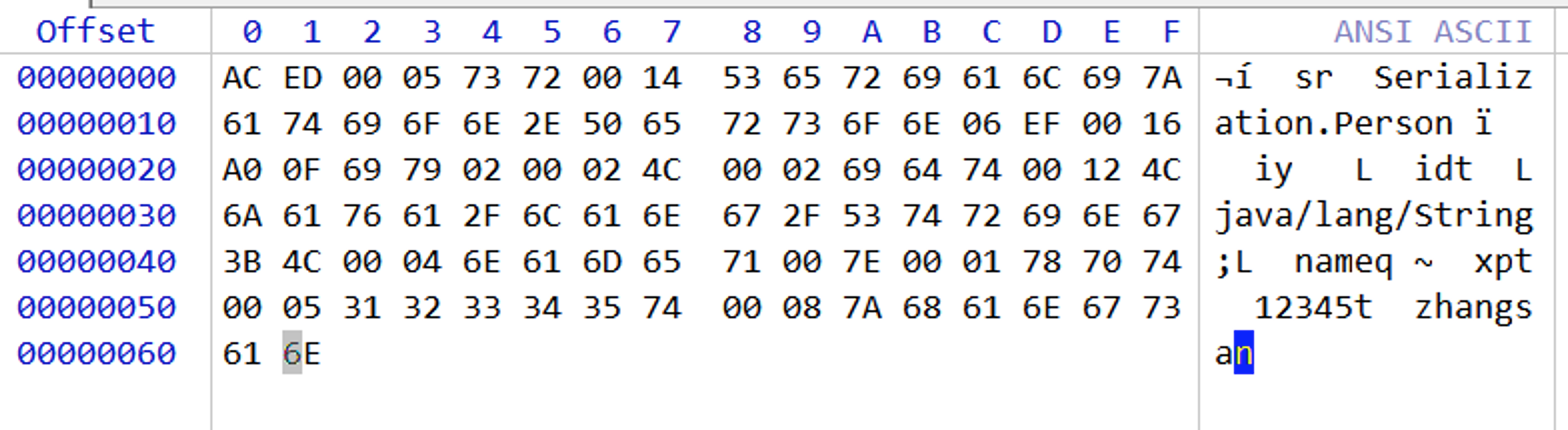 Offset 0 1 2 3 4 5 6 7 8 9 A B C D E F ANSI ASCII
00000000 AC ED 00 05 73 72 00 14 53 65 72 69 61 6C 69 7A ¬í sr Serializ
00000010 61 74 69 6F 6E 2E 50 65 72 73 6F 6E 06 EF 00 16 ation.Person ï
00000020 A0 0F 69 79 02 00 02 4C 00 02 69 64 74 00 12 4C iy L idt L
00000030 6A 61 76 61 2F 6C 61 6E 67 2F 53 74 72 69 6E 67 java/lang/String
00000040 3B 4C 00 04 6E 61 6D 65 71 00 7E 00 01 78 70 74 ;L nameq ~ xpt
00000050 00 05 31 32 33 34 35 74 00 08 7A 68 61 6E 67 73 12345t zhangs
00000060 61 6E an